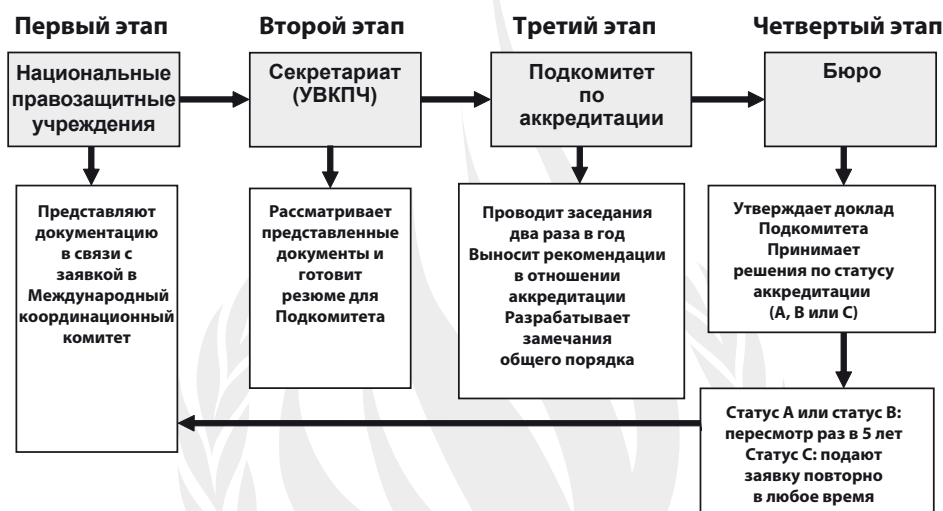 Первый этап
Национальные
правозащитные
учреждения
Представляют
документацию
в связи с
заявкой в
Международный
координационный
комитет
Второй этап
Секретариат
(УВКПЧ)
Рассматривает
представленные
документы и
готовит
резюме для
Подкомитета
Третий этап
Подкомитет
по
аккредитации
Проводит заседания
два раза в год
Выносит рекомендации
в отношении
аккредитации
Разрабатывает
замечания
общего порядка
Четвертый этап
Бюро
Утверждает доклад
Подкомитета
Принимает
решения по статусу
аккредитации
(А, В или С)
Статус А или статус В:
пересмотр раз в 5 лет
Статус С: подают
заявку повторно
в любое время